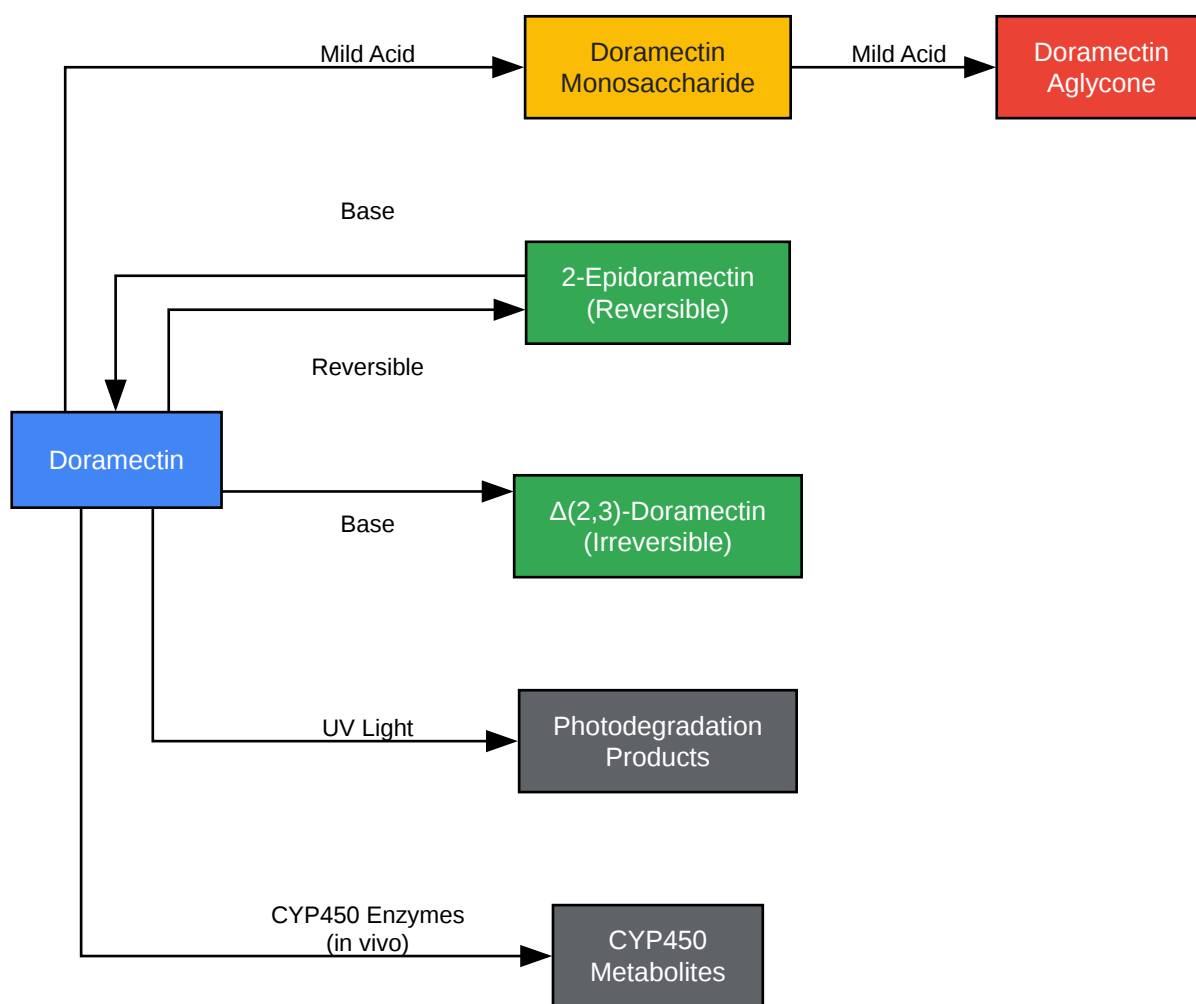 Mild Acid
Doramectin
Monosaccharide
Mild Acid
Doramectin
Aglycone
Base
2-Epidoramectin
(Reversible)
Reversible
Doramectin
Base
Δ(2,3)-Doramectin
(Irreversible)
UV Light
Photodegradation
Products
CYP450 Enzymes
(in vivo)
CYP450
Metabolites